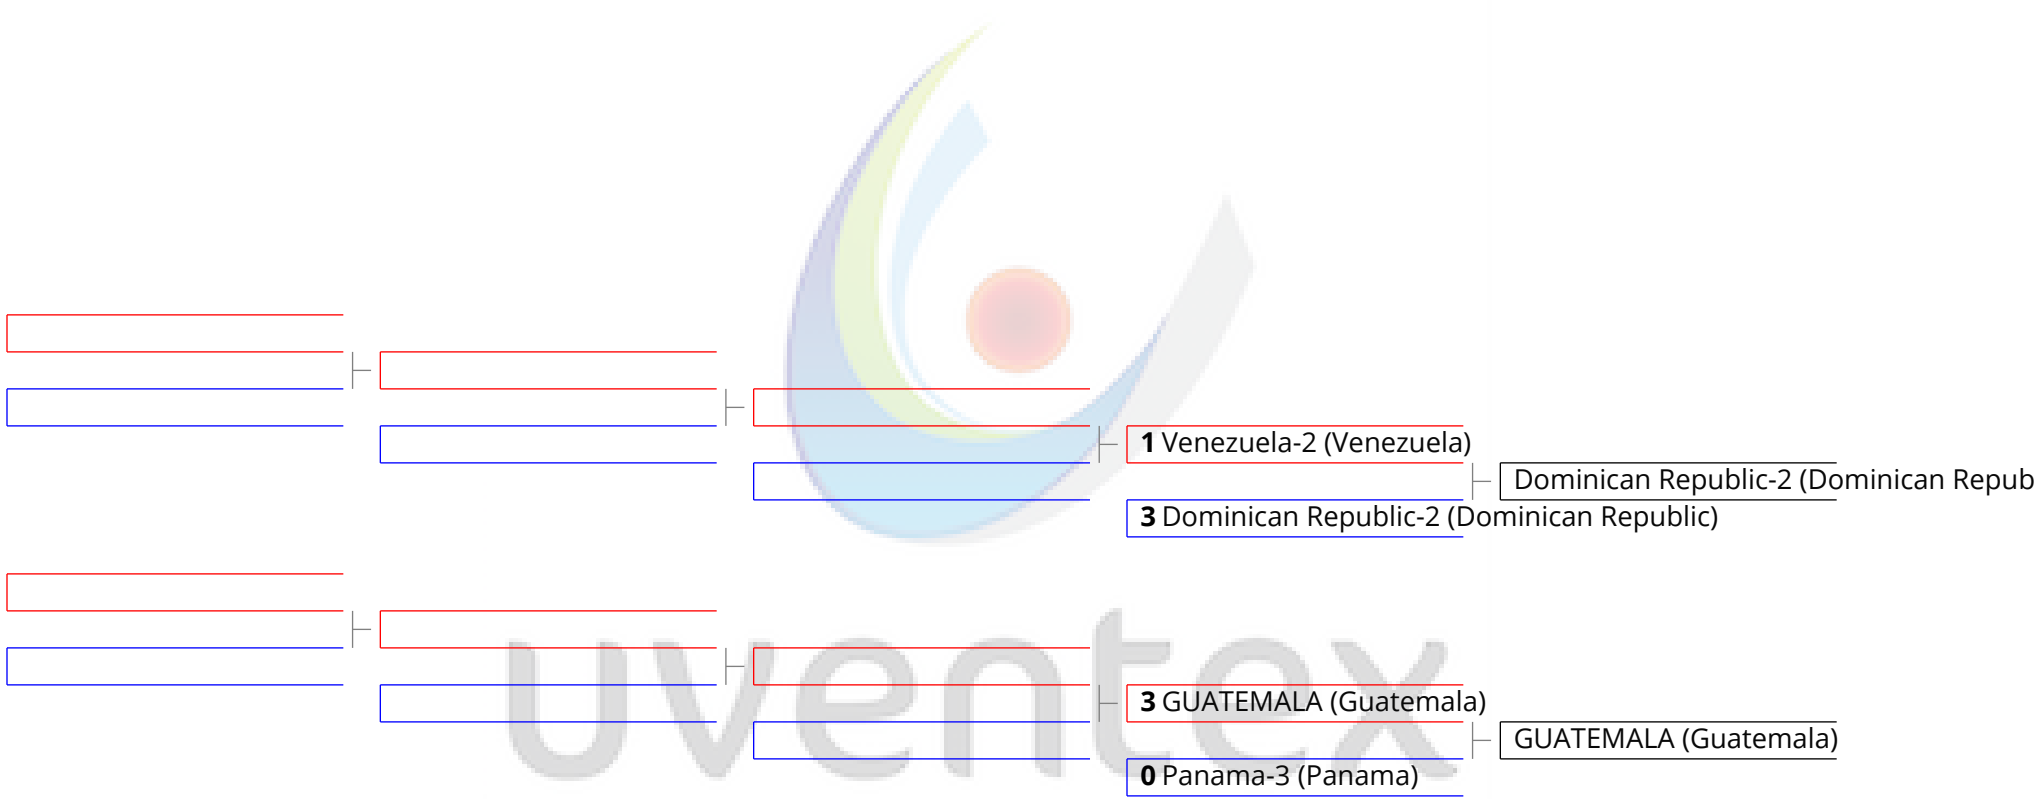 1 Venezuela-2 (Venezuela)
Dominican Republic-2 (Dominican Repub
3 Dominican Republic-2 (Dominican Republic)
uventex
3 GUATEMALA (Guatemala)
GUATEMALA (Guatemala)
0 Panama-3 (Panama)